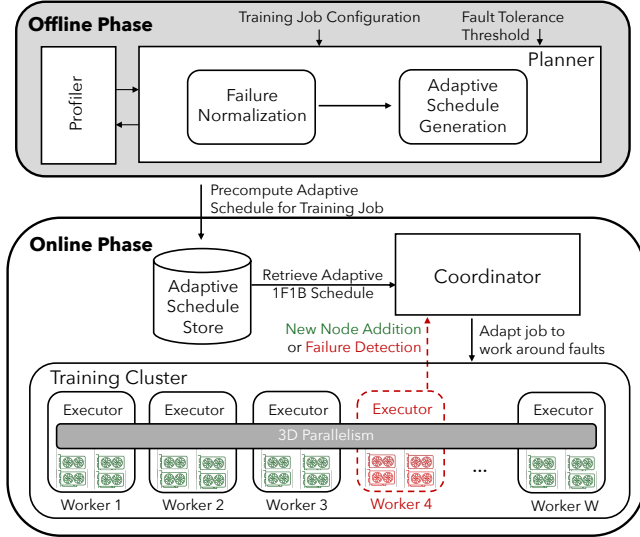 Offline Phase
Training Job Configuration
Fault Tolerance
Threshold
Profiler
Planner
Failure
Normalization
Adaptive
Schedule
Generation
Precompute Adaptive
Schedule for Training Job
Online Phase
Adaptive
Schedule
Store
Retrieve Adaptive
1F1B Schedule
Coordinator
New Node Addition
or Failure Detection
Adapt job to
work around faults
Training Cluster
Executor
Executor
Executor
Executor
Executor
3D Parallelism
...
Worker 1
Worker 2
Worker 3
Worker 4
Worker W